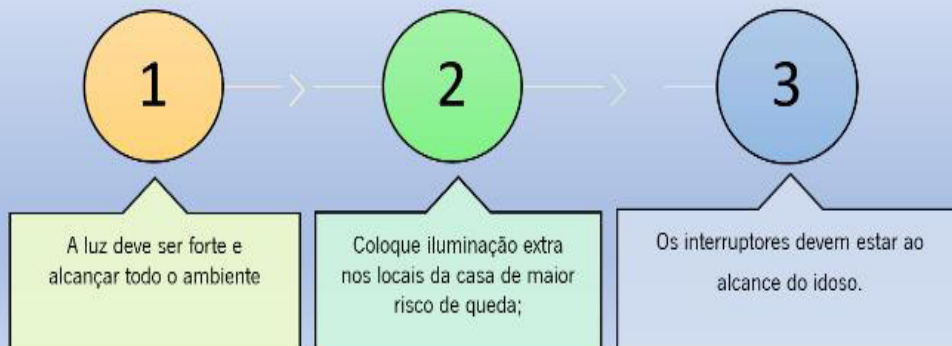 1
2
3
A luz deve ser forte e
alcançar todo o ambiente
Coloque iluminação extra
nos locais da casa de maior
risco de queda;
Os interruptores devem estar ao
alcance do idoso.